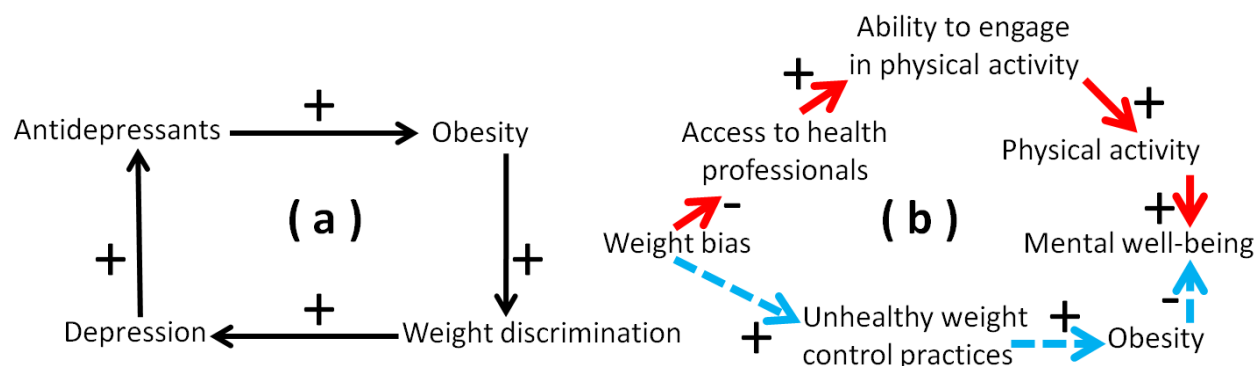 +
Antidepressants
Obesity
+
( a )
+
+
Depression
Weight discrimination
Ability to engage
in physical activity
+
+
Access to health
professionals
Physical activity
-
( b )
+
Weight bias
Mental well-being
+
Unhealthy weight
control practices
+
-
Obesity